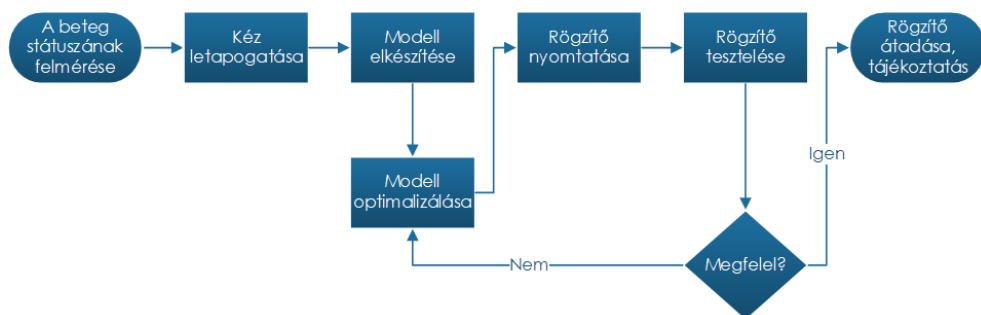 A beteg
státuszának
felmérése
Kéz
letapogatása
Modell
elkészítése
Rögzítő
nyomtatása
Rögzítő
tesztelése
Rögzítő
átadása,
tájékoztatás
Modell
optimalizálása
Igen
Megfelel?
Nem